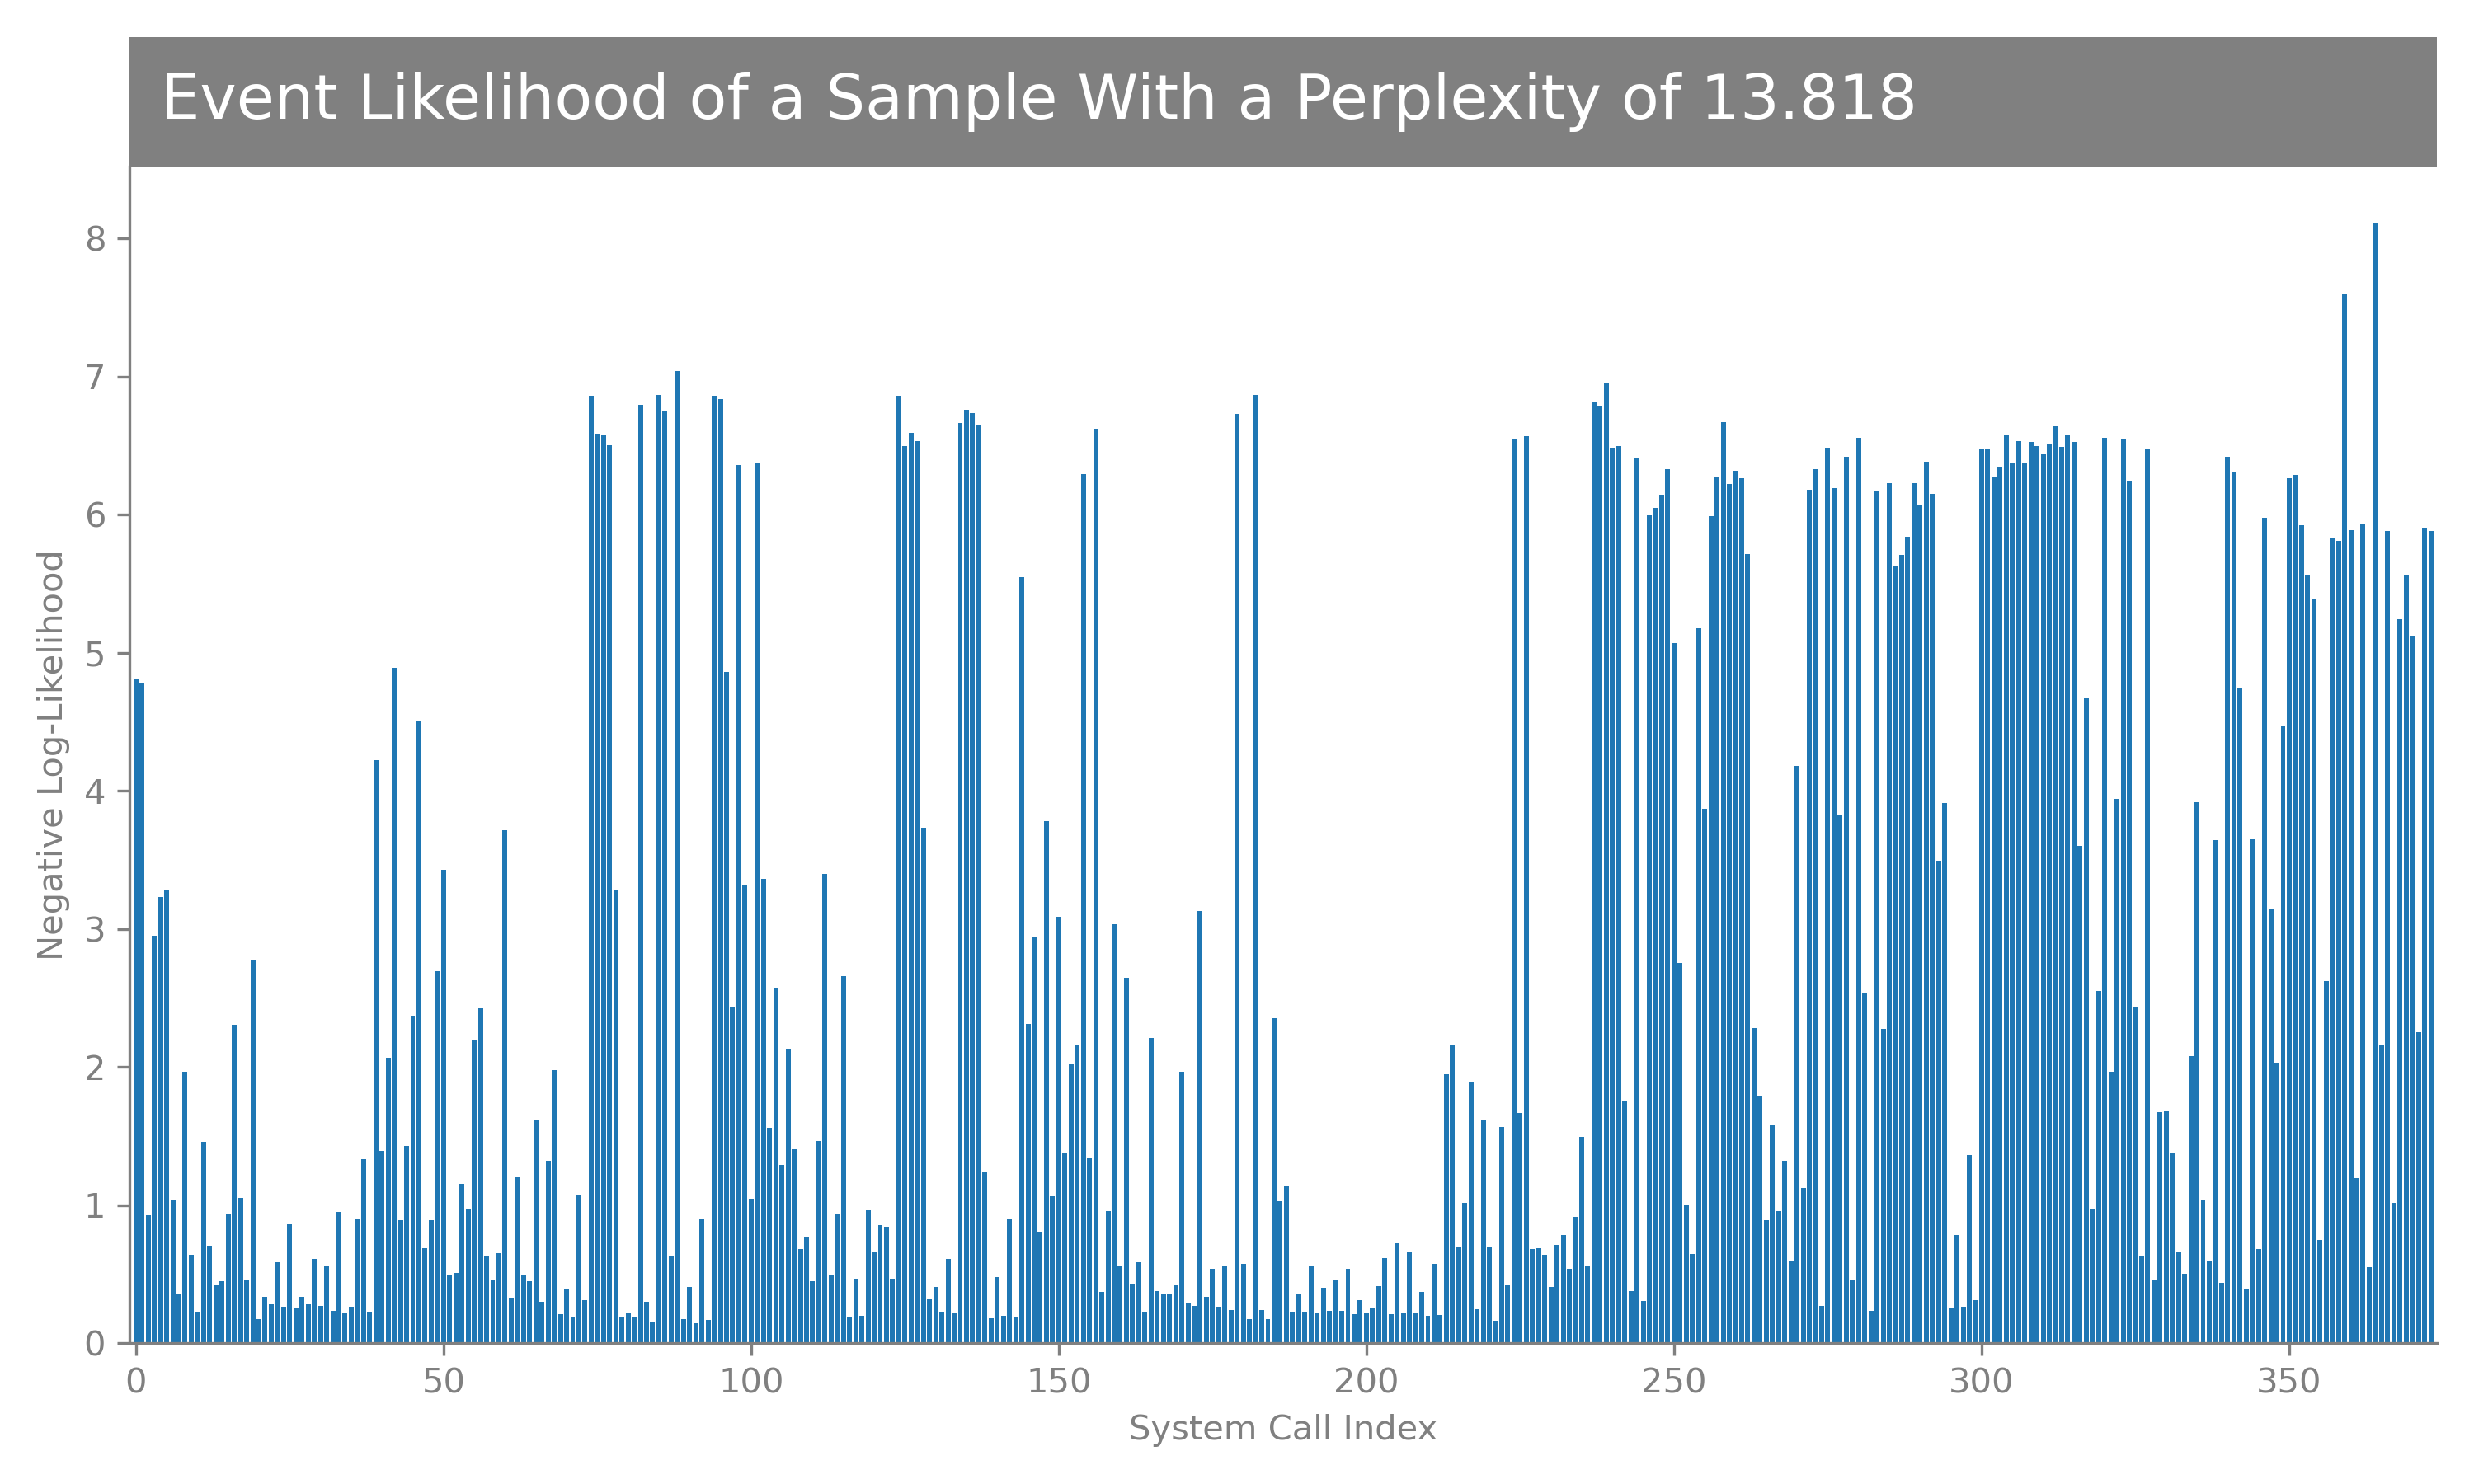 Event Likelihood of a Sample With a Perplexity of 13.818
Negative Log-Likelihood
8
7
6
5
4
3
2
1
0
0 50 100 150 200 250 300 350
System Call Index